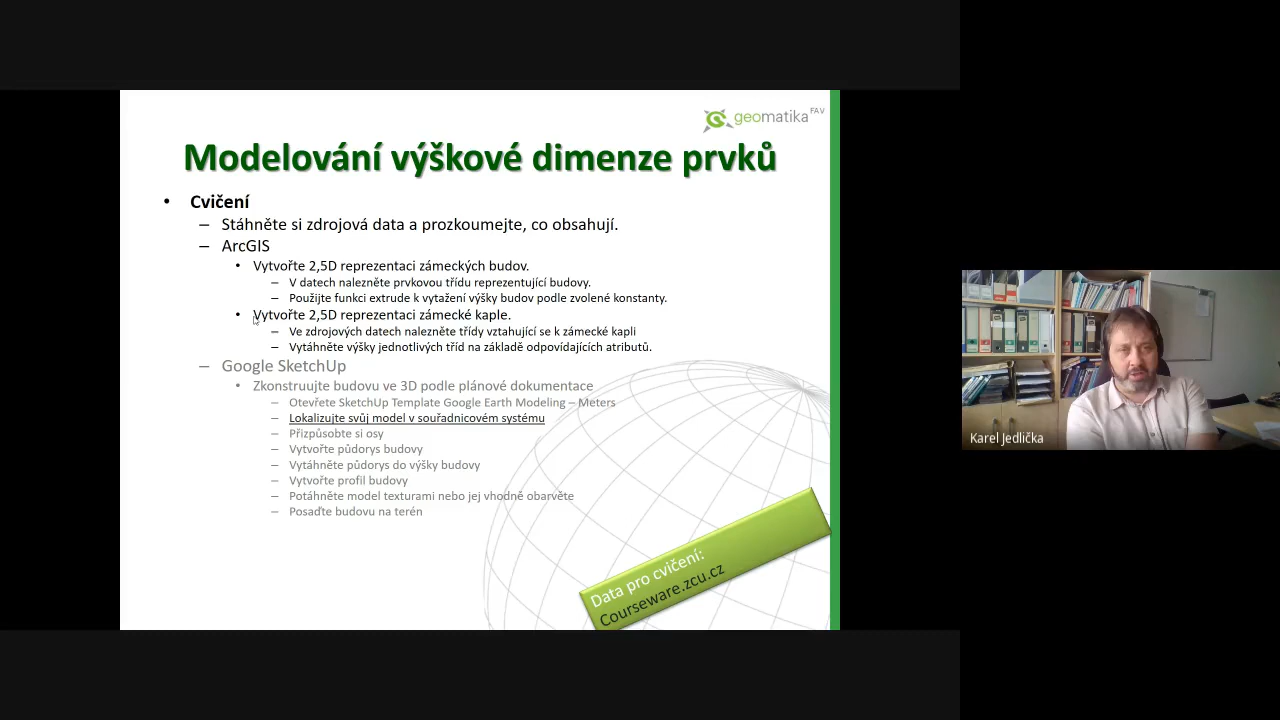 geomatika FAV
Modelování výškové dimenze prvků
• Cvičení
– Stáhněte si zdrojová data a prozkoumejte, co obsahují.
– ArcGIS
• Vytvořte 2,5D reprezentaci zámeckých budov.
– V datech nalezněte prvkovou třídu reprezentující budovy.
– Použijte funkci extrude k vytažení výšky budov podle zvolené konstanty.
• Vytvořte 2,5D reprezentaci zámecké kaple.
– Ve zdrojových datech nalezněte třídy vztahující se k zámecké kapli
– Vytáhněte výšky jednotlivých tříd na základě odpovídajících atributů.
– Google SketchUp
• Zkonstruujte budovu ve 3D podle plánové dokumentace
– Otevřete SketchUp Template Google Earth Modeling – Meters
– Lokalizujte svůj model v souřadnicovém systému
– Přizpůsobte si osy
– Vytvořte půdorys budovy
– Vytáhněte půdorys do výšky budovy
– Vytvořte profil budovy
– Potáhněte model texturami nebo jej vhodně obarvěte
– Posaďte budovu na terén
Data pro cvičení:
Courseware.zcu.cz
Karel Jedlička